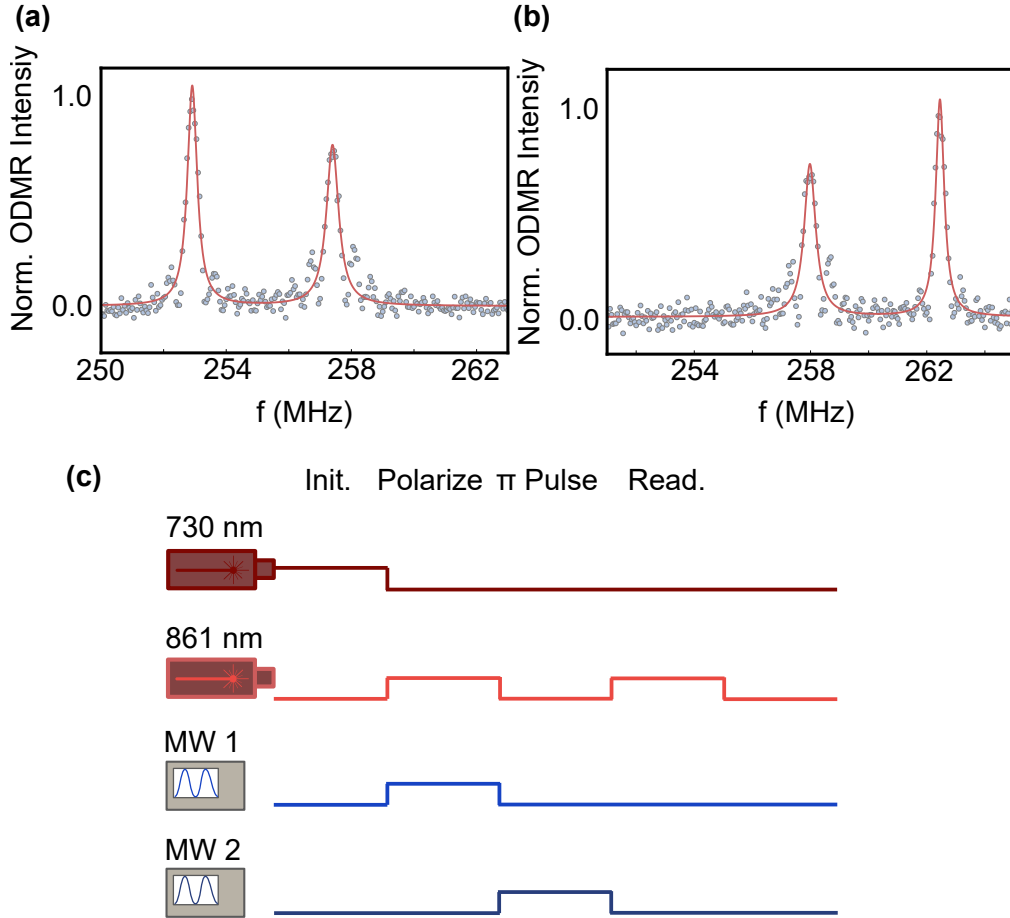 (a)
Norm. ODMR Intensiy
1.0
0.0
250 254 258 262
f (MHz)
(b)
Norm. ODMR Intensiy
1.0
0.0
254 258 262
f (MHz)
(c)
Init. Polarize π Pulse Read.
730 nm
861 nm
MW 1
MW 2